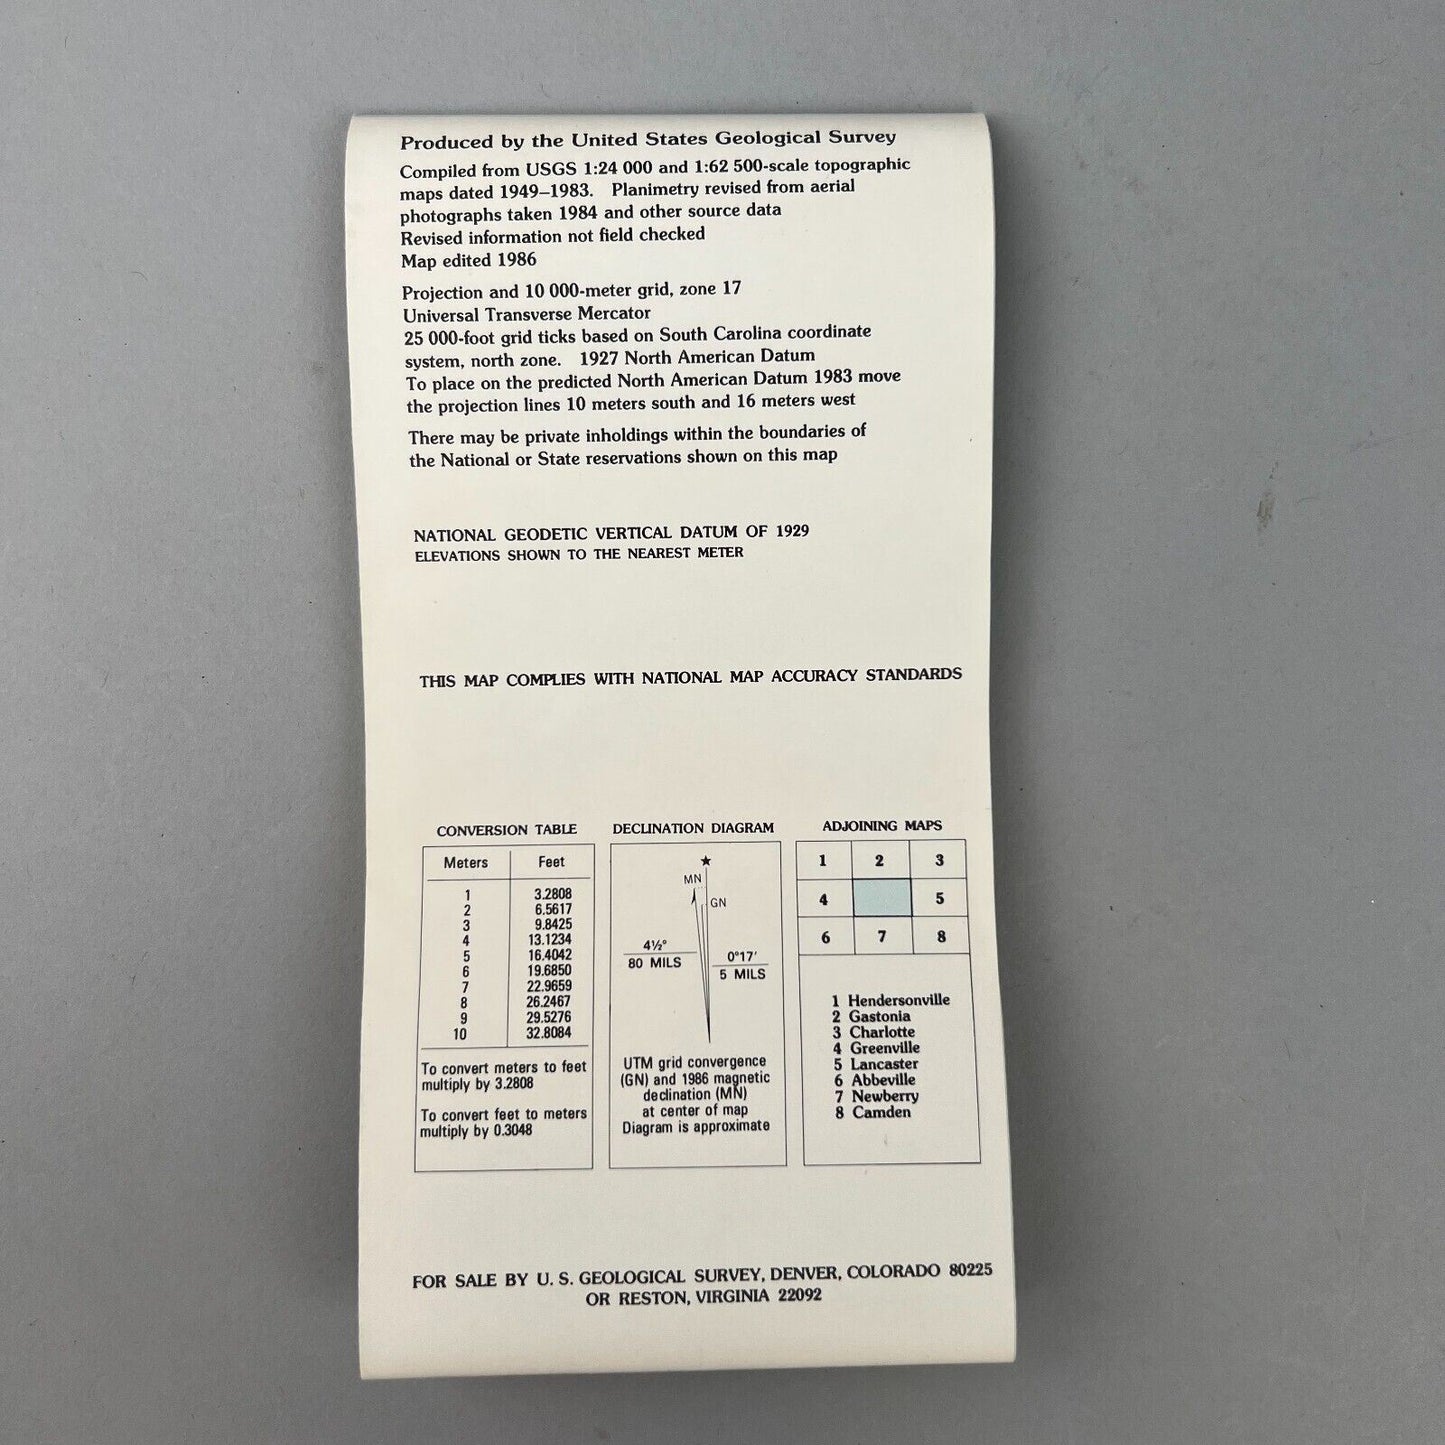 Produced by the United States Geological Survey
Compiled from USGS 1:24 000 and 1:62 500-scale topographic
maps dated 1949–1983. Planimetry revised from aerial
photographs taken 1984 and other source data
Revised information not field checked
Map edited 1986
Projection and 10 000-meter grid, zone 17
Universal Transverse Mercator
25 000-foot grid ticks based on South Carolina coordinate
system, north zone. 1927 North American Datum
To place on the predicted North American Datum 1983 move
the projection lines 10 meters south and 16 meters west
There may be private inholdings within the boundaries of
the National or State reservations shown on this map
NATIONAL GEODETIC VERTICAL DATUM OF 1929
ELEVATIONS SHOWN TO THE NEAREST METER
THIS MAP COMPLIES WITH NATIONAL MAP ACCURACY STANDARDS
CONVERSION TABLE
Meters Feet
1 3.2808
2 6.5617
3 9.8425
4 13.1234
5 16.4042
6 19.6850
7 22.9659
8 26.2467
9 29.5276
10 32.8084
To convert meters to feet
multiply by 3.2808
To convert feet to meters
multiply by 0.3048
DECLINATION DIAGRAM
★
MN
GN
4½°
80 MILS
0°17′
5 MILS
UTM grid convergence
(GN) and 1986 magnetic
declination (MN)
at center of map
Diagram is approximate
ADJOINING MAPS
1 2 3
4 5
6 7 8
1 Hendersonville
2 Gastonia
3 Charlotte
4 Greenville
5 Lancaster
6 Abbeville
7 Newberry
8 Camden
FOR SALE BY U. S. GEOLOGICAL SURVEY, DENVER, COLORADO 80225
OR RESTON, VIRGINIA 22092